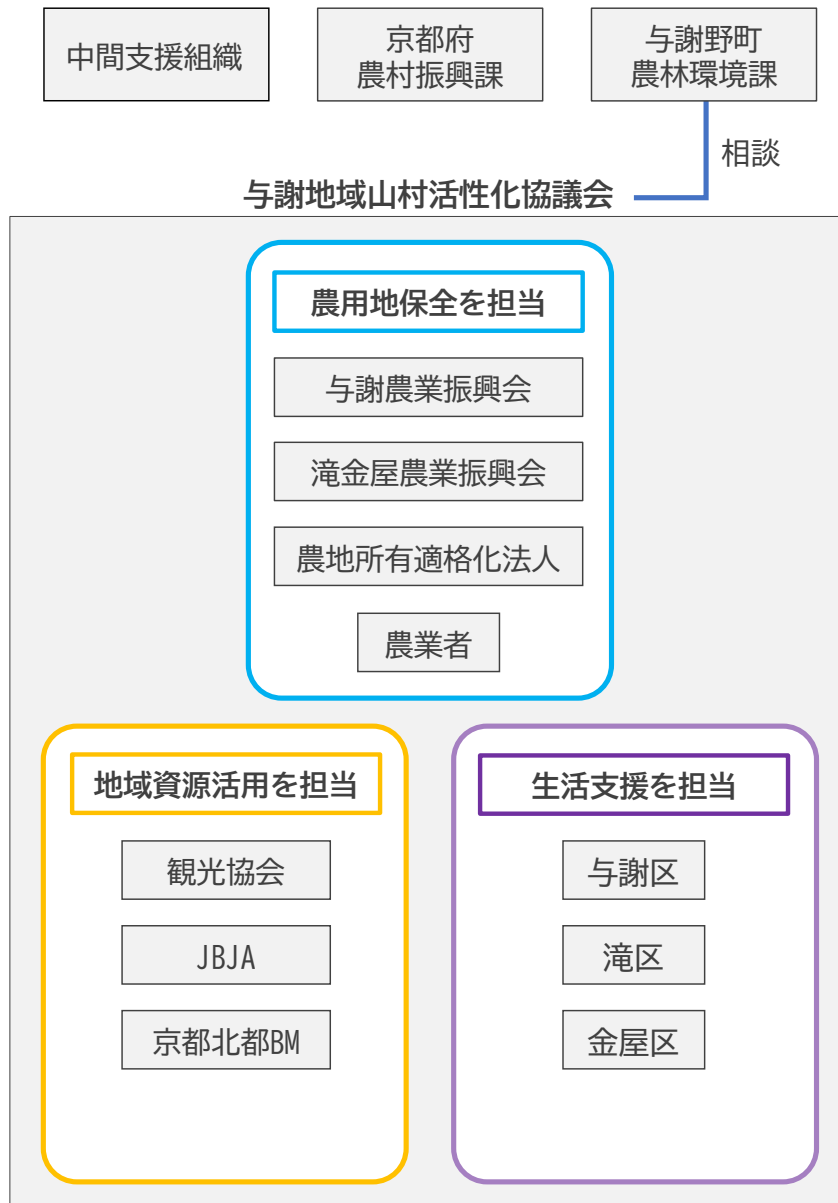 中間支援組織
京都府
農村振興課
与謝野町
農林環境課
相談
与謝地域山村活性化協議会
農用地保全を担当
与謝農業振興会
滝金屋農業振興会
農地所有適格化法人
農業者
地域資源活用を担当
観光協会
JBJA
京都北都BM
生活支援を担当
与謝区
滝区
金屋区